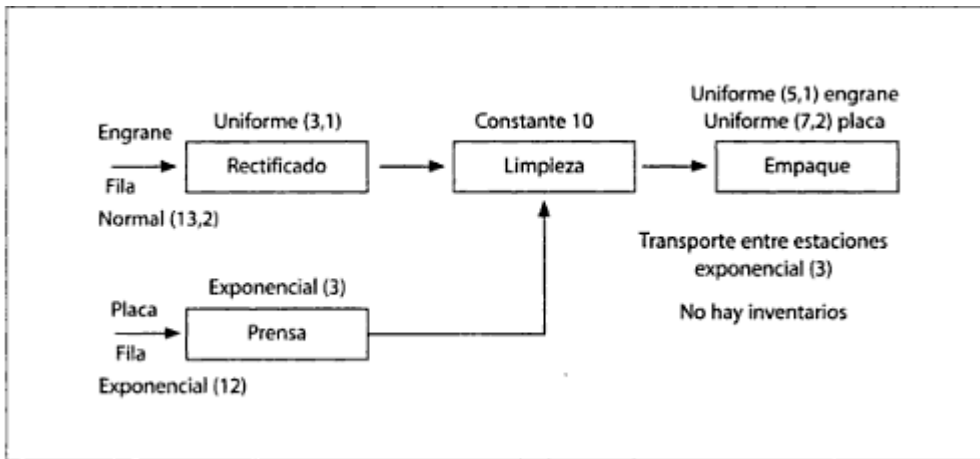 Engrane
Fila
Normal (13,2)
Uniforme (3,1)
Rectificado
Constante 10
Limpleza
Uniforme (5,1) engrane
Uniforme (7,2) placa
Empaque
Transporte entre estaciones
exponencial (3)
No hay inventarios
Placa
Fila
Exponencial (12)
Exponencial (3)
Prensa